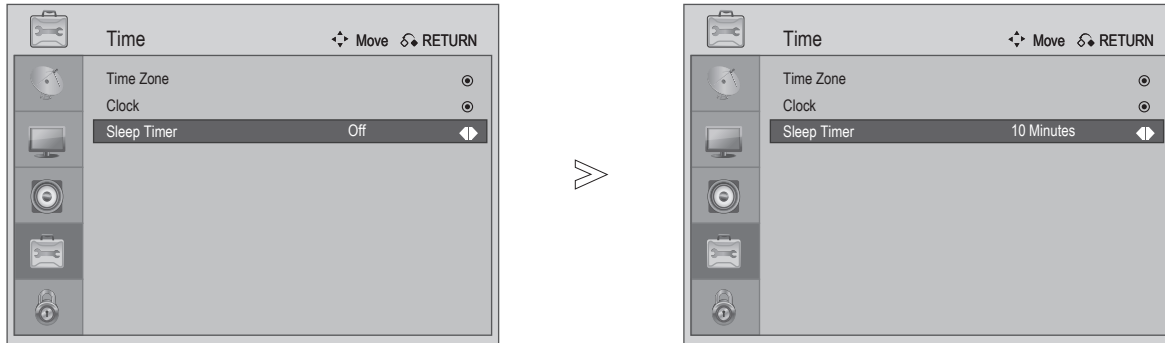 Time Move RETURN
Time Zone
Clock
Sleep Timer Off
Time Move RETURN
Time Zone
Clock
Sleep Timer 10 Minutes